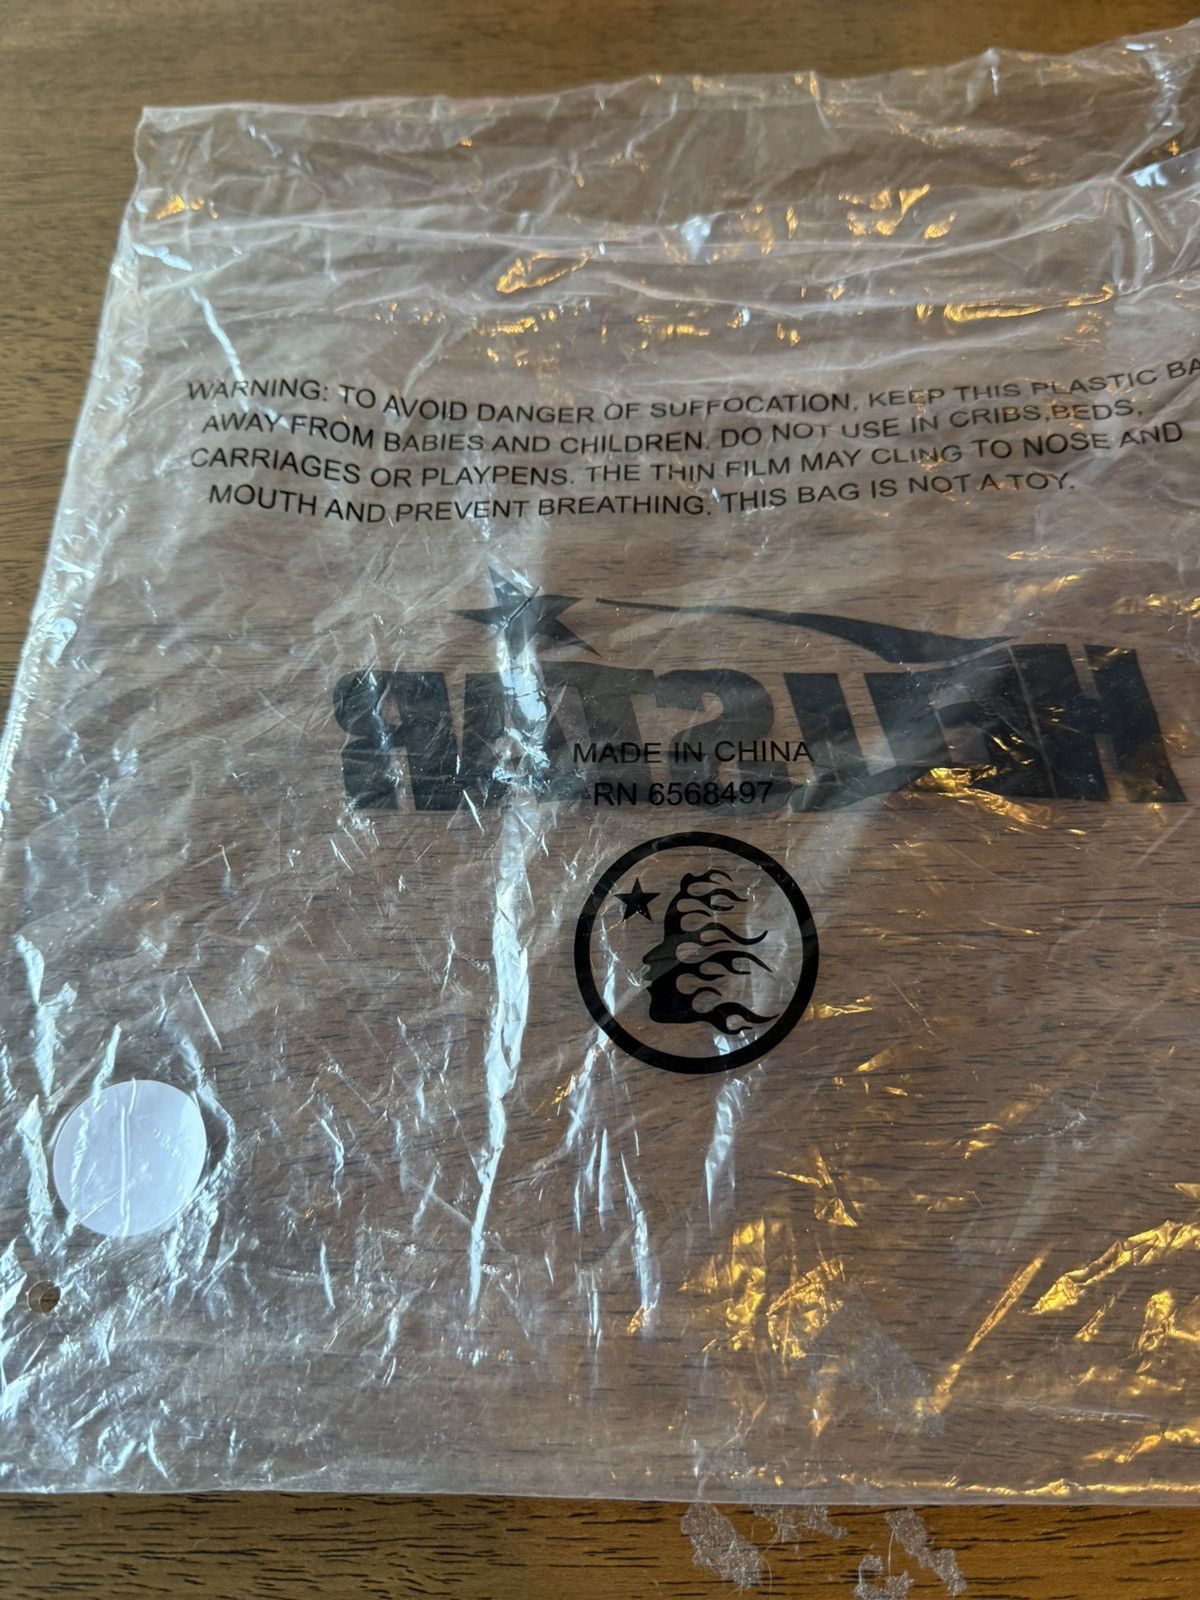 WARNING: TO AVOID DANGER OF SUFFOCATION, KEEP THIS PLASTIC BA
AWAY FROM BABIES AND CHILDREN. DO NOT USE IN CRIBS,BEDS,
CARRIAGES OR PLAYPENS. THE THIN FILM MAY CLING TO NOSE AND
MOUTH AND PREVENT BREATHING. THIS BAG IS NOT A TOY.
HELLSTAR
MADE IN CHINA
RN 6568497